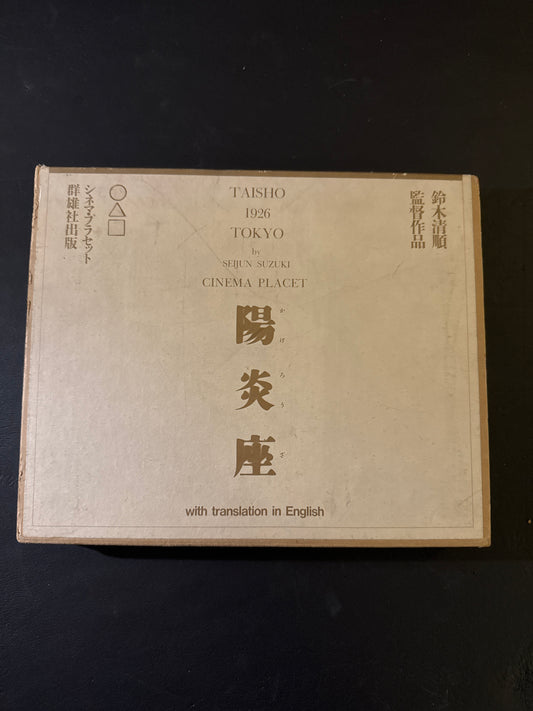 TAISHO
1926
TOKYO
by
SEIJUN SUZUKI
CINEMA PLACET
鈴木清順
監督作品
陽炎座
かげろうざ
シネマ・プラセット
群雄社出版
with translation in English